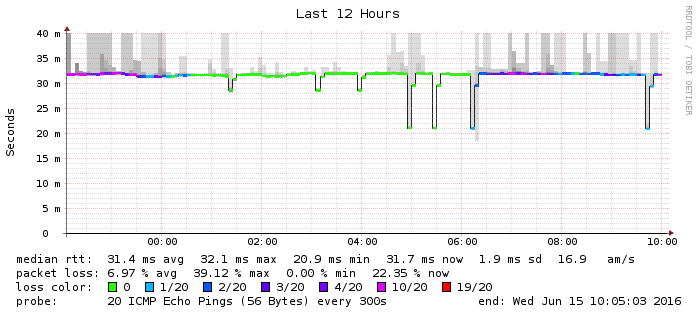 Last 12 Hours
RRDTOOL / TOBI OETIKER
Seconds
40 m
35 m
30 m
25 m
20 m
15 m
10 m
5 m
0
00:00 02:00 04:00 06:00 08:00 10:00
median rtt: 31.4 ms avg 32.1 ms max 20.9 ms min 31.7 ms now 1.9 ms sd 16.9 am/s
packet loss: 6.97 % avg 39.12 % max 0.00 % min 22.35 % now
loss color: 0 1/20 2/20 3/20 4/20 10/20 19/20
probe: 20 ICMP Echo Pings (56 Bytes) every 300s end: Wed Jun 15 10:05:03 2016